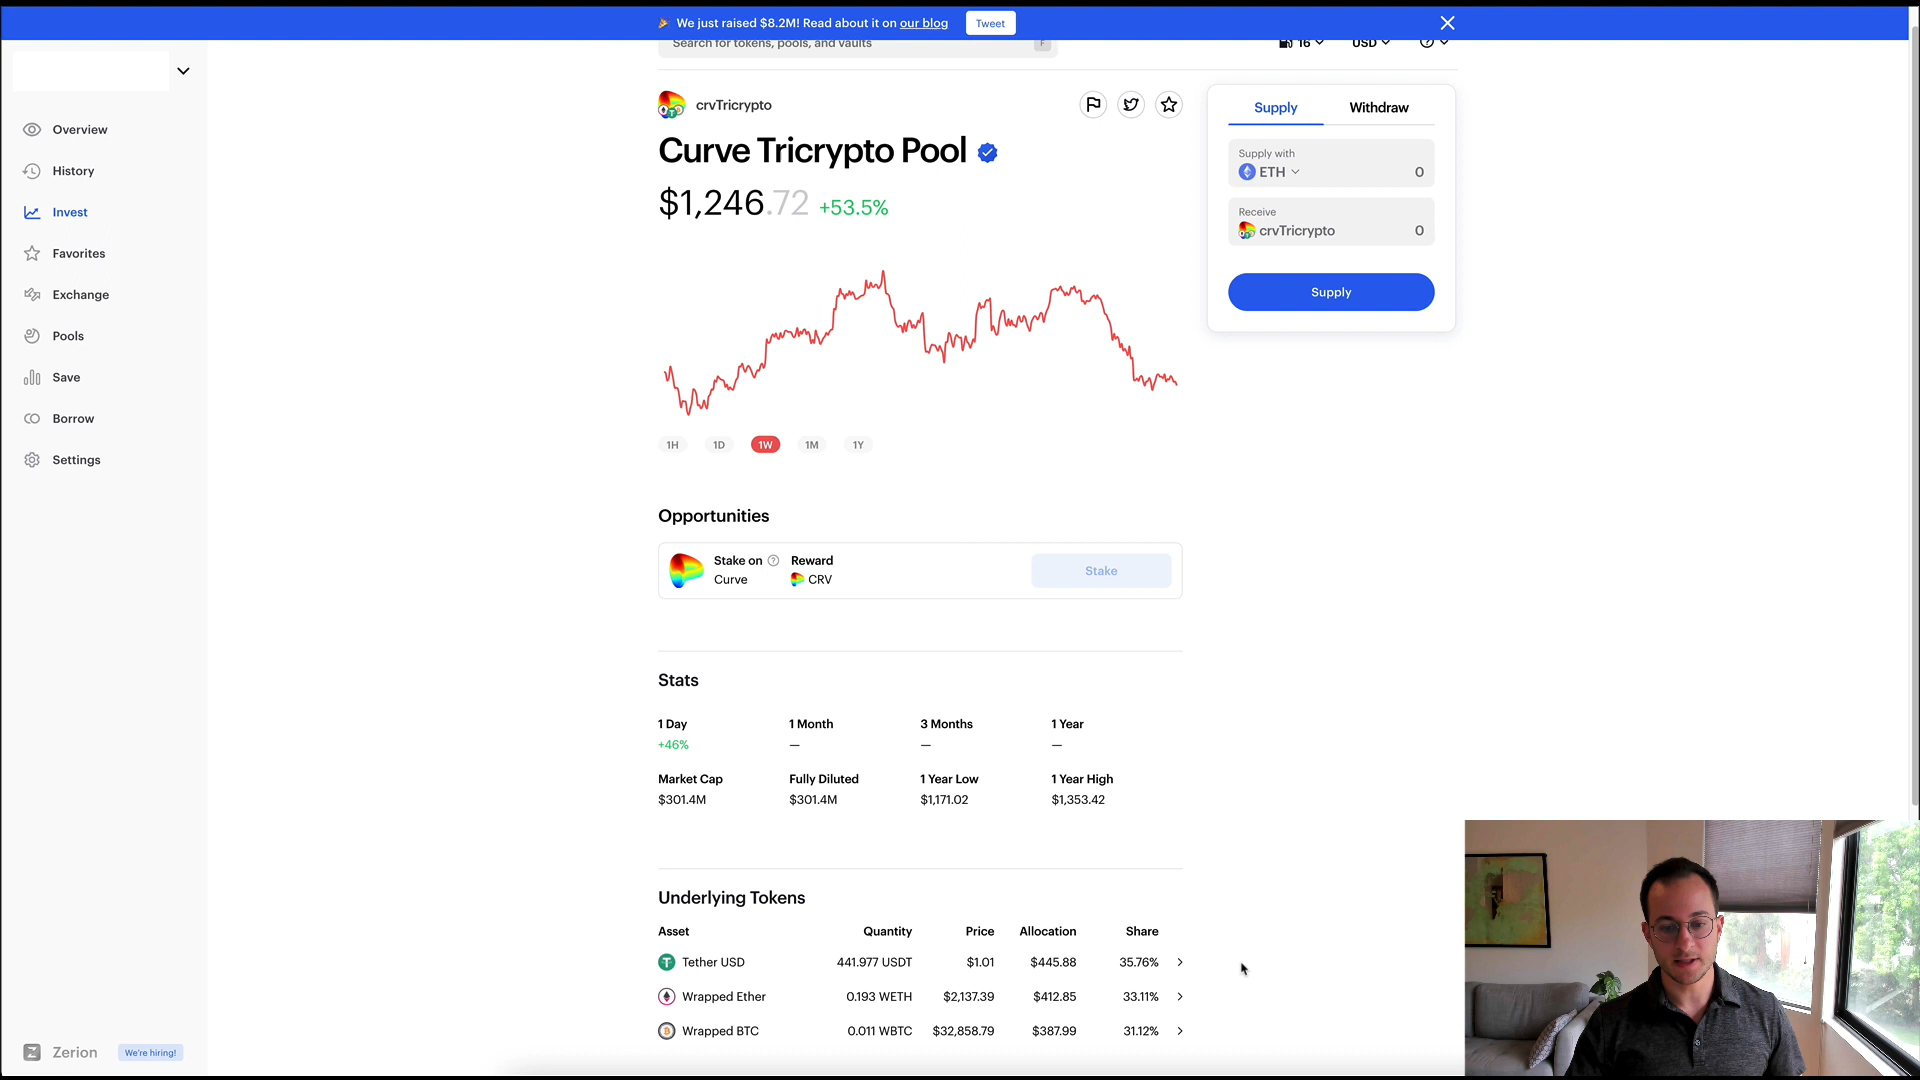 🎉 We just raised $8.2M! Read about it on our blog Tweet
Search for tokens, pools, and vaults F
16 USD
Overview
History
Invest
Favorites
Exchange
Pools
Save
Borrow
Settings
Zerion We're hiring!
crvTricrypto
Curve Tricrypto Pool
$1,246.72 +53.5%
1H 1D 1W 1M 1Y
Opportunities
Stake on Reward
Curve CRV
Stake
Stats
1 Day 1 Month 3 Months 1 Year
+46% — — —
Market Cap Fully Diluted 1 Year Low 1 Year High
$301.4M $301.4M $1,171.02 $1,353.42
Underlying Tokens
Asset Quantity Price Allocation Share
Tether USD 441.977 USDT $1.01 $445.88 35.76%
Wrapped Ether 0.193 WETH $2,137.39 $412.85 33.11%
Wrapped BTC 0.011 WBTC $32,858.79 $387.99 31.12%
Supply Withdraw
Supply with
ETH 0
Receive
crvTricrypto 0
Supply